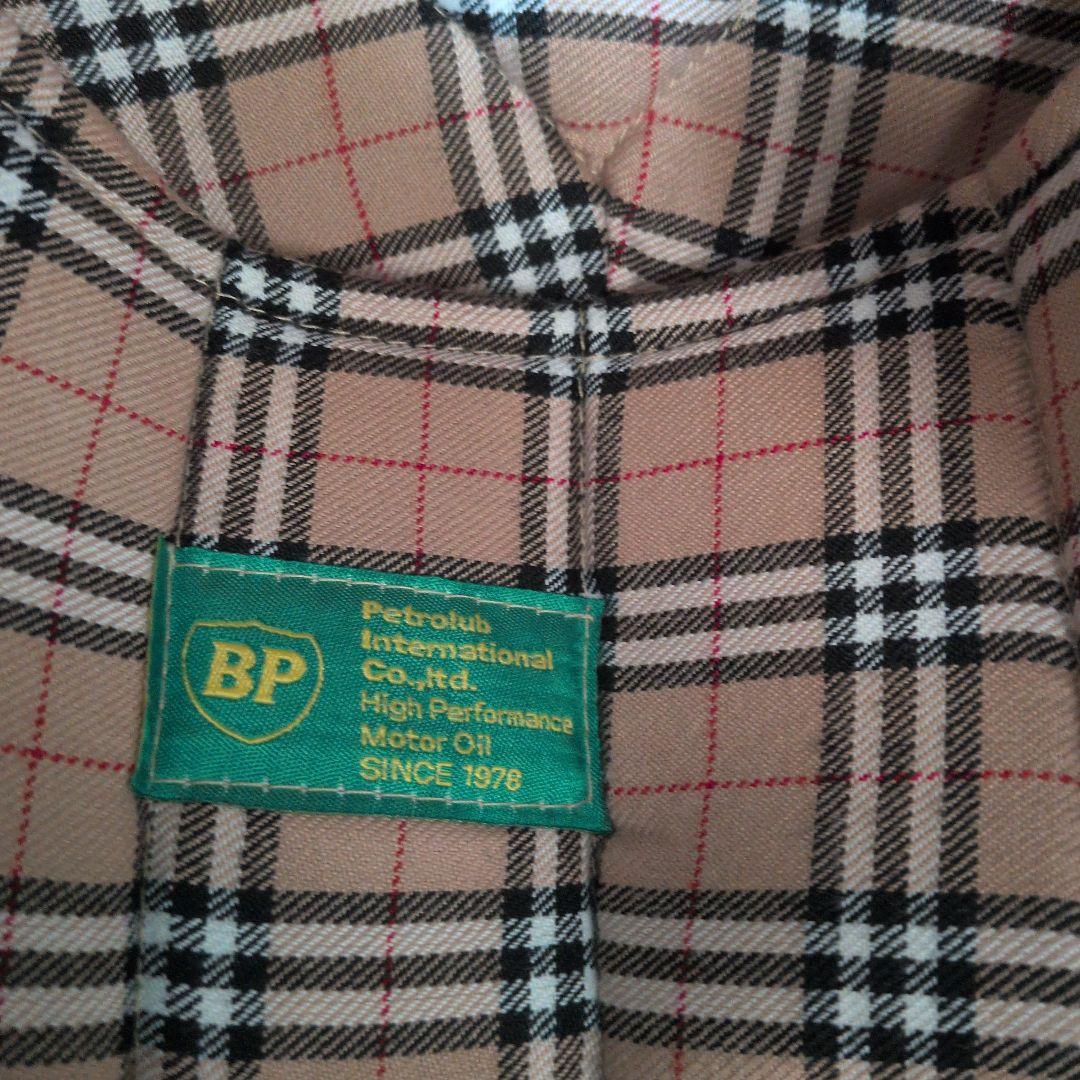 BP
Petrolub
International
Co.,ltd.
High Performance
Motor Oil
SINCE 1976